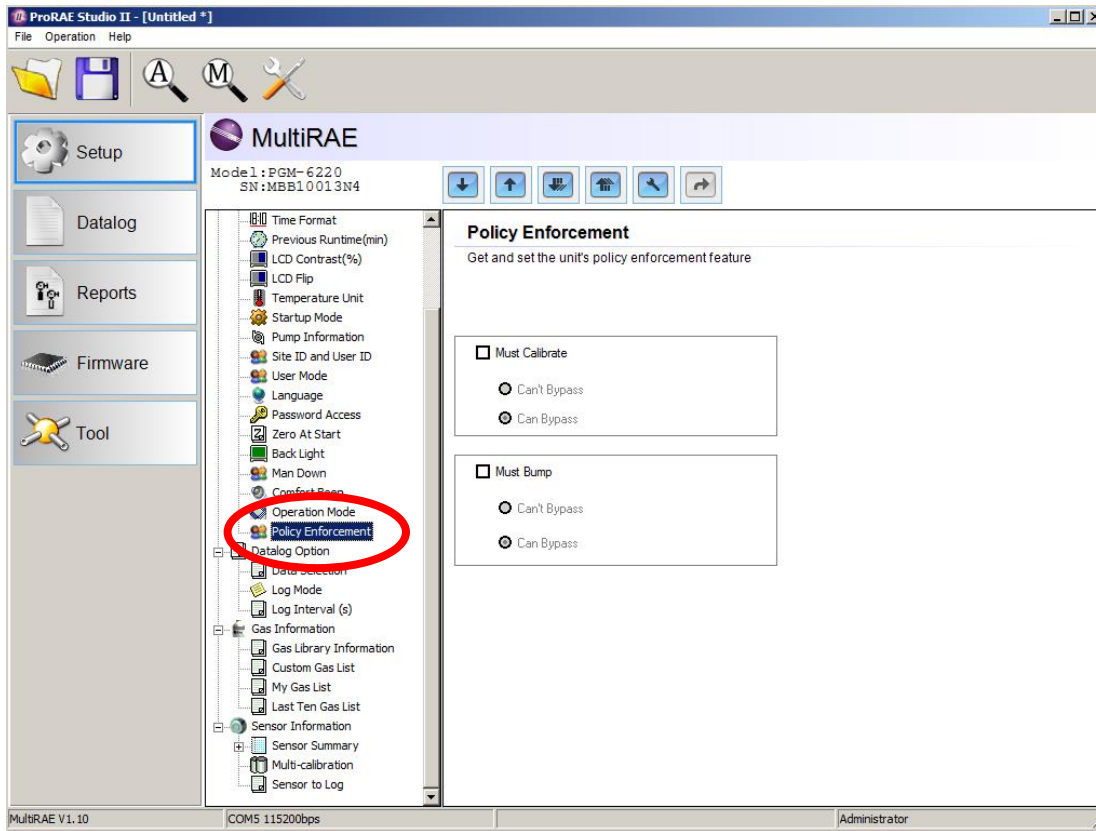 ProRAE Studio II - [Untitled *]
File Operation Help
A
M
Setup
Datalog
Reports
Firmware
Tool
MultiRAE
Model:PGM-6220
SN:MBB10013N4
Time Format
Previous Runtime(min)
LCD Contrast(%)
LCD Flip
Temperature Unit
Startup Mode
Pump Information
Site ID and User ID
User Mode
Language
Password Access
Zero At Start
Back Light
Man Down
Comfort Beep
Operation Mode
Policy Enforcement
Datalog Option
Data Selection
Log Mode
Log Interval (s)
Gas Information
Gas Library Information
Custom Gas List
My Gas List
Last Ten Gas List
Sensor Information
Sensor Summary
Multi-calibration
Sensor to Log
Policy Enforcement
Get and set the unit's policy enforcement feature
Must Calibrate
Can't Bypass
Can Bypass
Must Bump
Can't Bypass
Can Bypass
MultiRAE V1.10
COM5 115200bps
Administrator